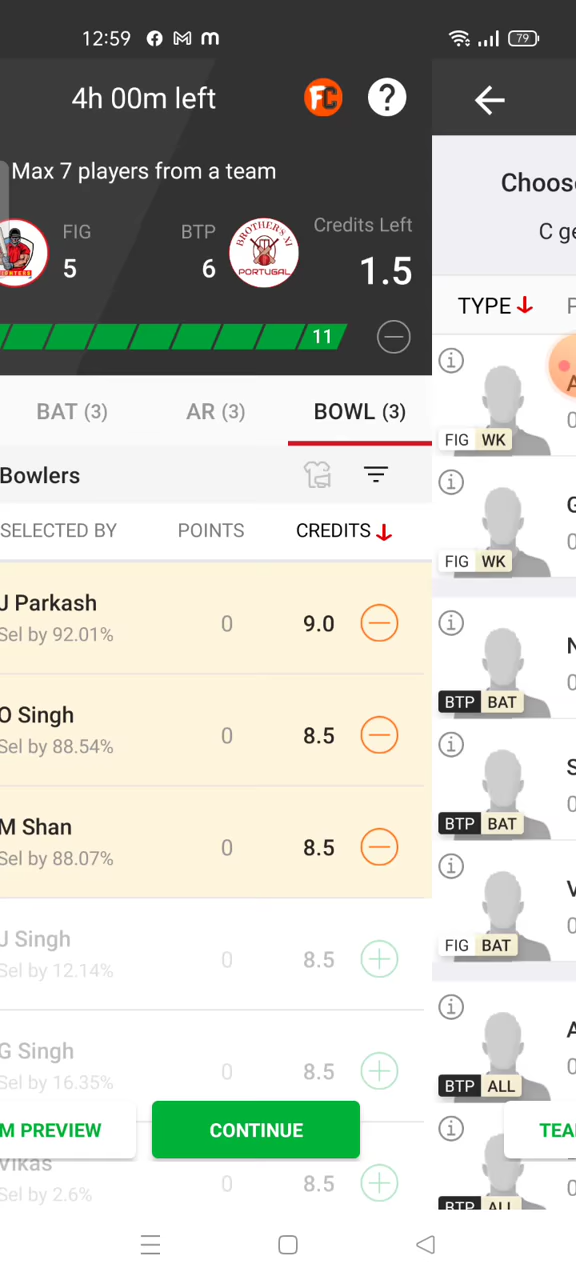 12:59
79
4h 00m left
FC
?
Max 7 players from a team
FIG
5
BTP
6
BROTHER'S XI
PORTUGAL
Credits Left
1.5
11
BAT (3)
AR (3)
BOWL (3)
Bowlers
SELECTED BY
POINTS
CREDITS
J Parkash
Sel by 92.01%
0
9.0
O Singh
Sel by 88.54%
0
8.5
M Shan
Sel by 88.07%
0
8.5
J Singh
Sel by 12.14%
0
8.5
G Singh
Sel by 16.35%
0
8.5
M PREVIEW
CONTINUE
Vikas
Sel by 2.6%
0
8.5
Choose
C ge
TYPE
FIG WK
FIG WK
BTP BAT
BTP BAT
FIG BAT
BTP ALL
TEA
BTP ALL